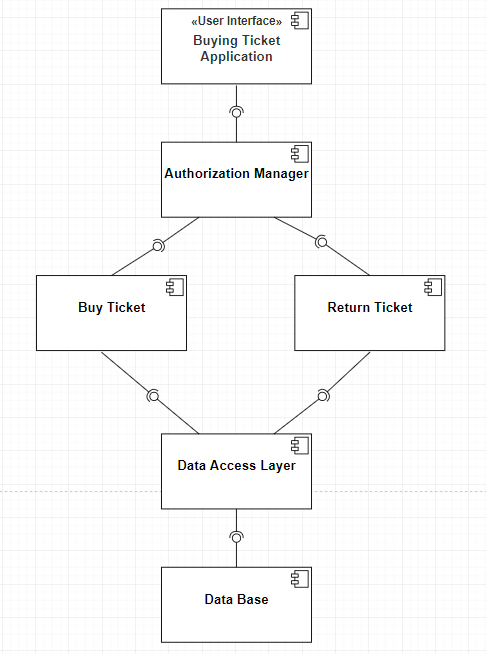 «User Interface»
Buying Ticket
Application
Authorization Manager
Buy Ticket
Return Ticket
Data Access Layer
Data Base